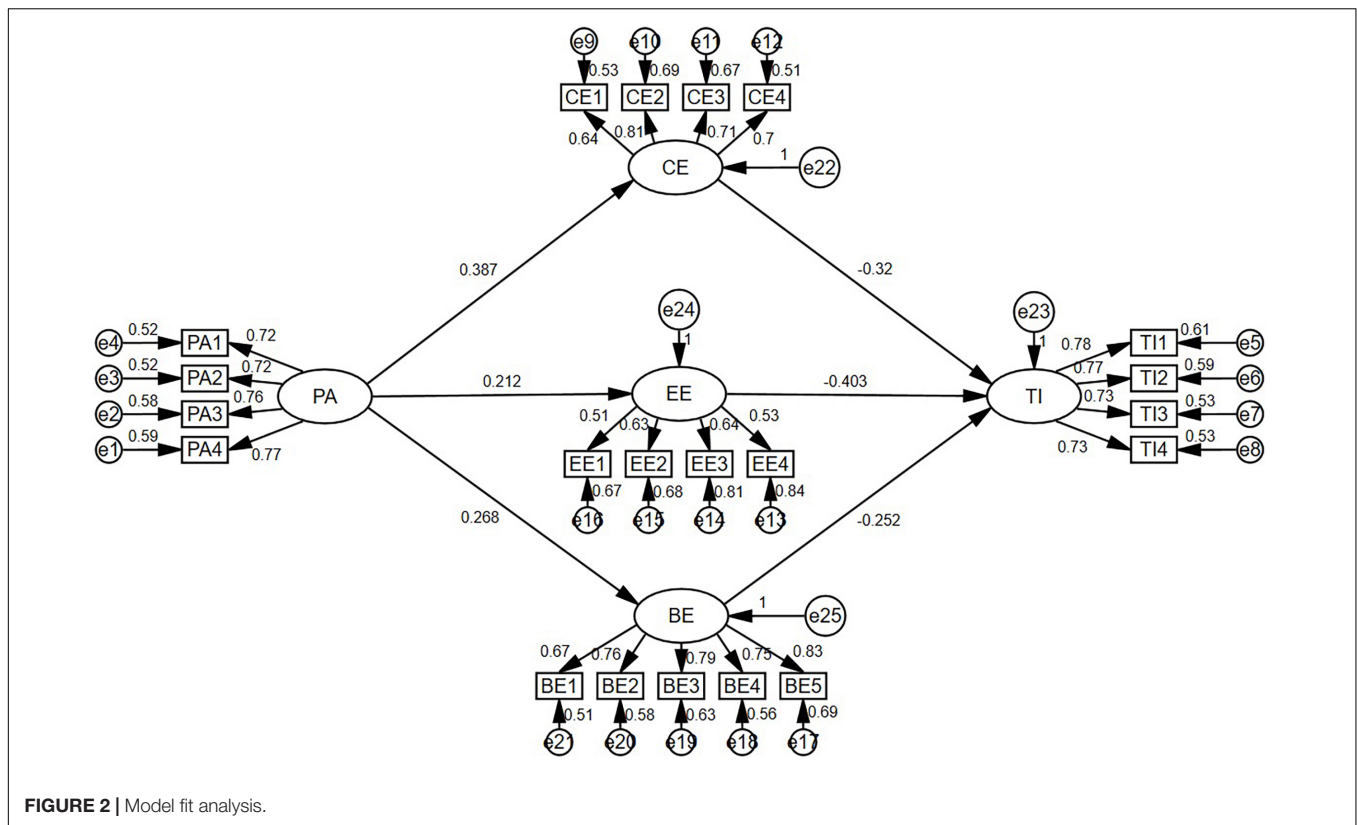 e9 e10 e11 e12
0.53 0.69 0.67 0.51
CE1 CE2 CE3 CE4
0.64 0.81 0.71 0.7
CE 1 e22
0.387 -0.32
e24 e23
1 1
e4 0.52 PA1 0.72
e3 0.52 PA2 0.72
e2 0.58 PA3 0.76
e1 0.59 PA4 0.77
PA 0.212 EE -0.403 TI
0.78 TI1 0.61 e5
0.77 TI2 0.59 e6
0.73 TI3 0.53 e7
0.73 TI4 0.53 e8
0.51 0.63 0.64 0.53
EE1 EE2 EE3 EE4
0.67 0.68 0.81 0.84
e16 e15 e14 e13
0.268 -0.252
BE 1 e25
0.67 0.76 0.79 0.75 0.83
BE1 BE2 BE3 BE4 BE5
0.51 0.58 0.63 0.56 0.69
e21 e20 e19 e18 e17
FIGURE 2 | Model fit analysis.